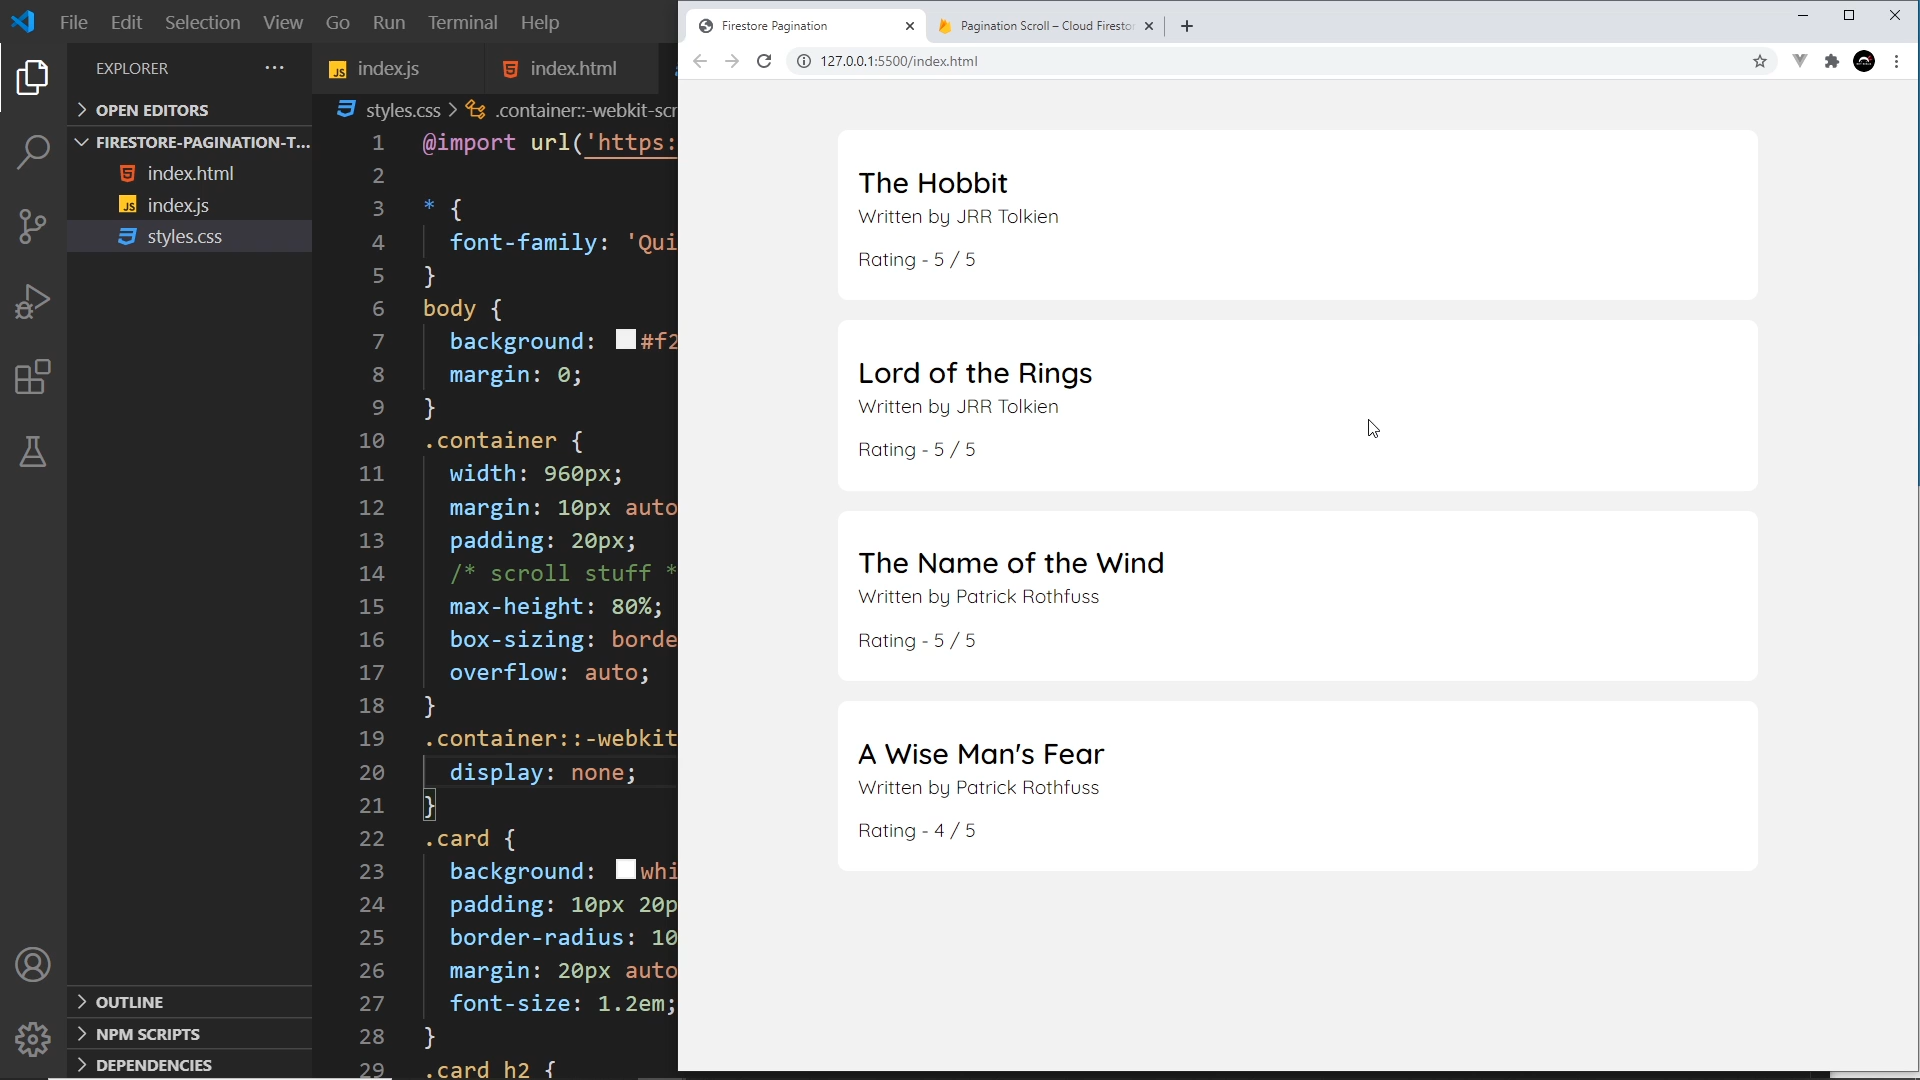 File Edit Selection View Go Run Terminal Help
EXPLORER
OPEN EDITORS
FIRESTORE-PAGINATION-T...
index.html
JS index.js
styles.css
OUTLINE
NPM SCRIPTS
DEPENDENCIES
JS index.js
index.html
styles.css > .container::-webkit-scr
1 @import url('https:
2
3 * {
4 font-family: 'Qui
5 }
6 body {
7 background: #f2
8 margin: 0;
9 }
10 .container {
11 width: 960px;
12 margin: 10px auto
13 padding: 20px;
14 /* scroll stuff *
15 max-height: 80%;
16 box-sizing: borde
17 overflow: auto;
18 }
19 .container::-webkit
20 display: none;
21 }
22 .card {
23 background: whi
24 padding: 10px 20p
25 border-radius: 10
26 margin: 20px auto
27 font-size: 1.2em;
28 }
29 .card h2 {
Firestore Pagination
Pagination Scroll – Cloud Firestor
127.0.0.1:5500/index.html
The Hobbit
Written by JRR Tolkien
Rating - 5 / 5
Lord of the Rings
Written by JRR Tolkien
Rating - 5 / 5
The Name of the Wind
Written by Patrick Rothfuss
Rating - 5 / 5
A Wise Man's Fear
Written by Patrick Rothfuss
Rating - 4 / 5